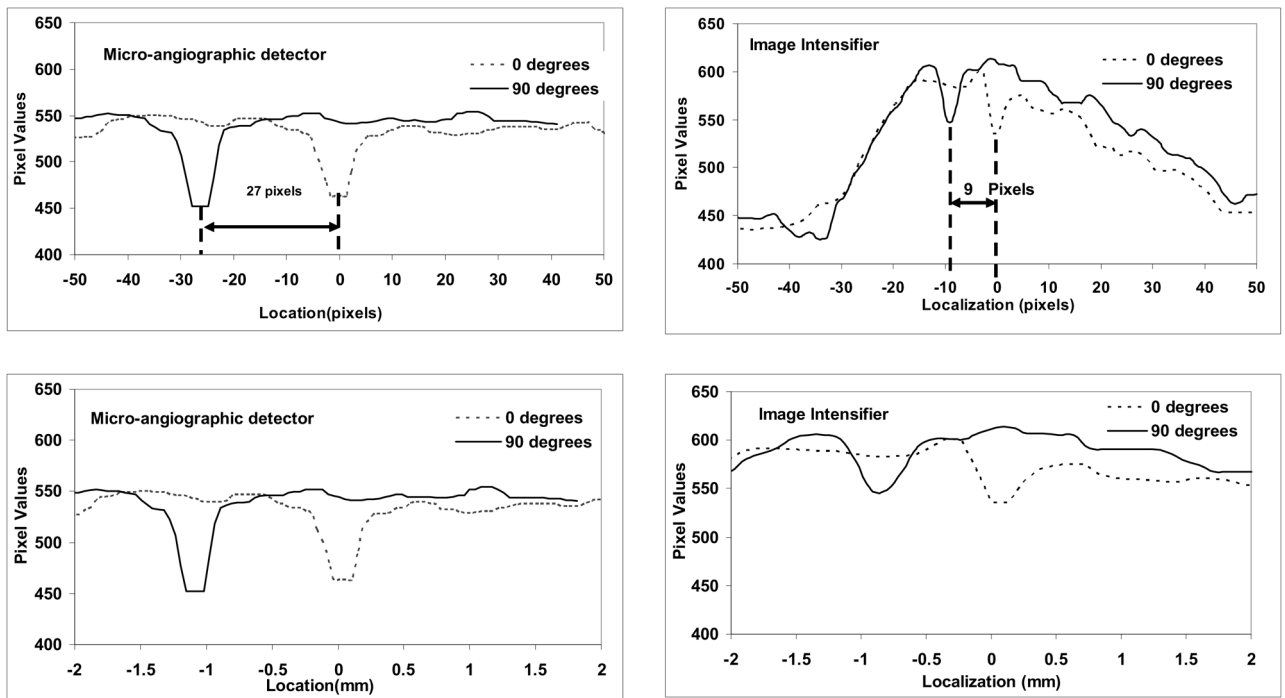 650
600
550
500
450
400
Pixel Values
Micro-angiographic detector
0 degrees
90 degrees
27 pixels
-50 -40 -30 -20 -10 0 10 20 30 40 50
Location(pixels)
650
600
550
500
450
400
Pixel Values
Image Intensifier
0 degrees
90 degrees
9 Pixels
-50 -40 -30 -20 -10 0 10 20 30 40 50
Localization (pixels)
650
600
550
500
450
400
Pixel Values
Micro-angiographic detector
0 degrees
90 degrees
-2 -1.5 -1 -0.5 0 0.5 1 1.5 2
Location(mm)
650
600
550
500
450
400
Pixel Values
Image Intensifier
0 degrees
90 degrees
-2 -1.5 -1 -0.5 0 0.5 1 1.5 2
Localization (mm)